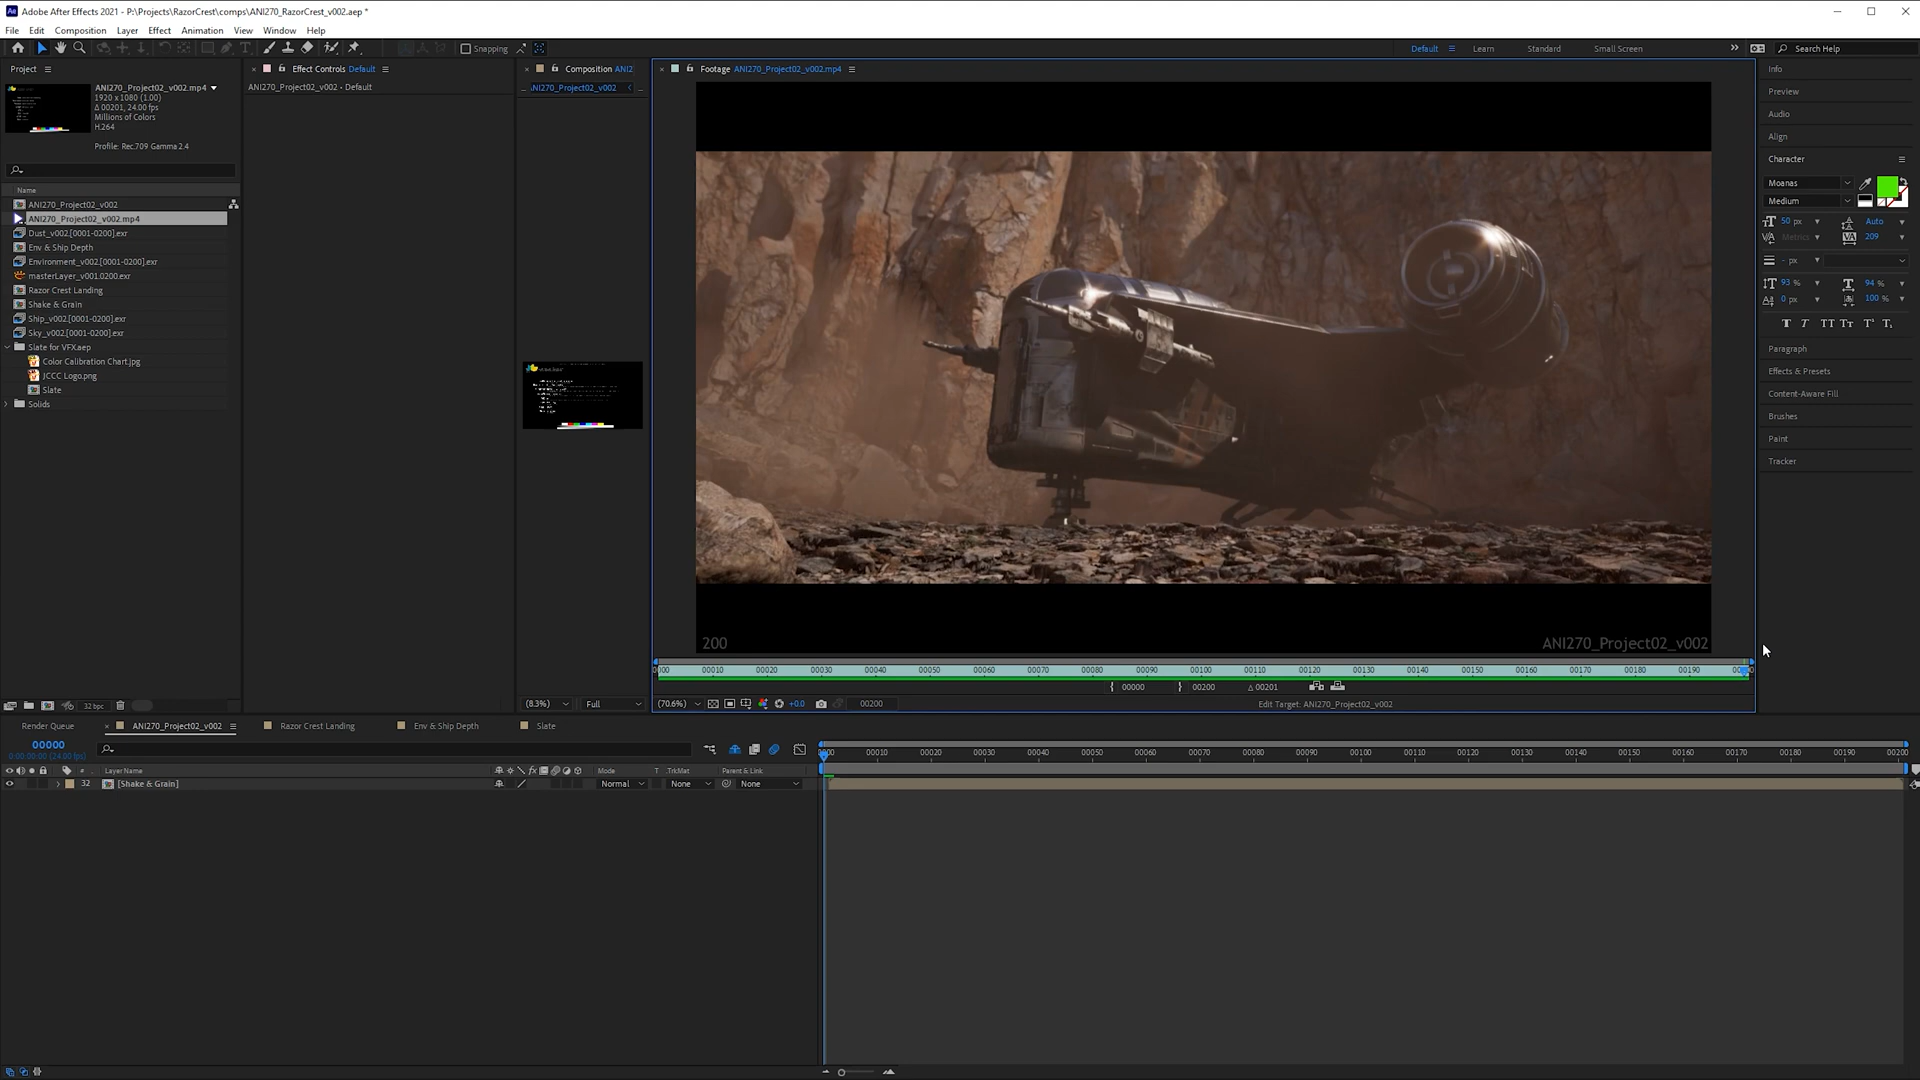 Adobe After Effects 2021 - P:\Projects\RazorCrest\comps\ANI270_RazorCrest_v002.aep *
File Edit Composition Layer Effect Animation View Window Help
Snapping
Default Learn Standard Small Screen
Search Help
Project
ANI270_Project02_v002.mp4
1920 x 1080 (1.00)
Δ 00201, 24.00 fps
Millions of Colors
H.264
Profile: Rec.709 Gamma 2.4
Name
ANI270_Project02_v002
ANI270_Project02_v002.mp4
Dust_v002.[0001-0200].exr
Env & Ship Depth
Environment_v002.[0001-0200].exr
masterLayer_v001.0200.exr
Razor Crest Landing
Shake & Grain
Ship_v002.[0001-0200].exr
Sky_v002.[0001-0200].exr
Slate for VFX.aep
Color Calibration Chart.jpg
JCCC Logo.png
Slate
Solids
32 bpc
Effect Controls Default
ANI270_Project02_v002 - Default
Composition ANI2
ANI270_Project02_v002
(8.3%) Full
Footage ANI270_Project02_v002.mp4
200
ANI270_Project02_v002
00010 00020 00030 00040 00050 00060 00070 00080 00090 00100 00110 00120 00130 00140 00150 00160 00170 00180 00190
00000 00200 Δ 00201
(70.6%) +0.0 00200
Edit Target: ANI270_Project02_v002
Info
Preview
Audio
Align
Character
Moanas
Medium
50 px Auto
Metrics 209
- px
93 % 94 %
0 px 100 %
Paragraph
Effects & Presets
Content-Aware Fill
Brushes
Paint
Tracker
Render Queue ANI270_Project02_v002 Razor Crest Landing Env & Ship Depth Slate
00000
0:00:00:00 (24.00 fps)
# Layer Name Mode T .TrkMat Parent & Link
32 [Shake & Grain] Normal None None
00010 00020 00030 00040 00050 00060 00070 00080 00090 00100 00110 00120 00130 00140 00150 00160 00170 00180 00190 00200